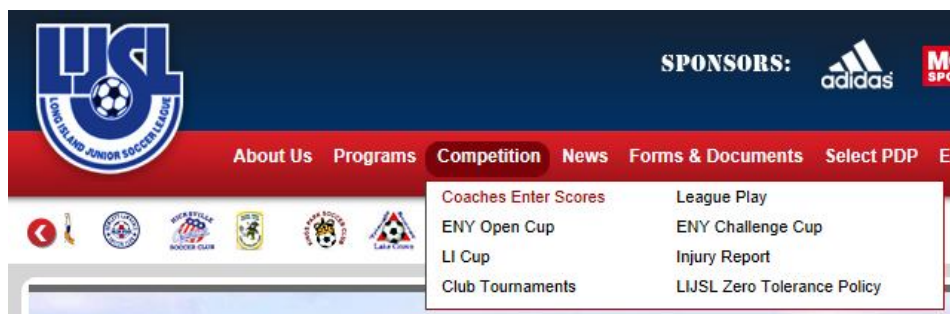 LIJSL
LONG ISLAND JUNIOR SOCCER LEAGUE
SPONSORS:
adidas
About Us Programs Competition News Forms & Documents Select PDP E
Coaches Enter Scores League Play
ENY Open Cup ENY Challenge Cup
LI Cup Injury Report
Club Tournaments LIJSL Zero Tolerance Policy
HICKSVILLE
SOCCER CLUB
Lake Grove